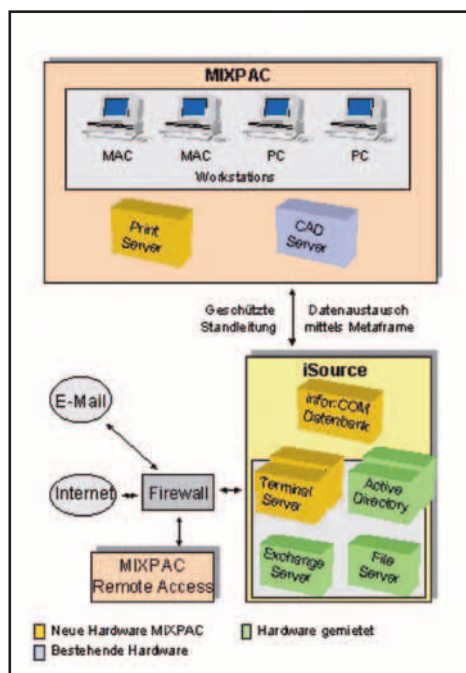 MIXPAC
MAC MAC PC PC
Workstations
Print
Server
CAD
Server
Geschützte
Standleitung
Datenaustausch
mittels Metaframe
iSource
infor:COM
Datenbank
E-Mail
Internet
Firewall
Terminal
Server
Active
Directory
Exchange
Server
File
Server
MIXPAC
Remote Access
Neue Hardware MIXPAC
Hardware gemietet
Bestehende Hardware